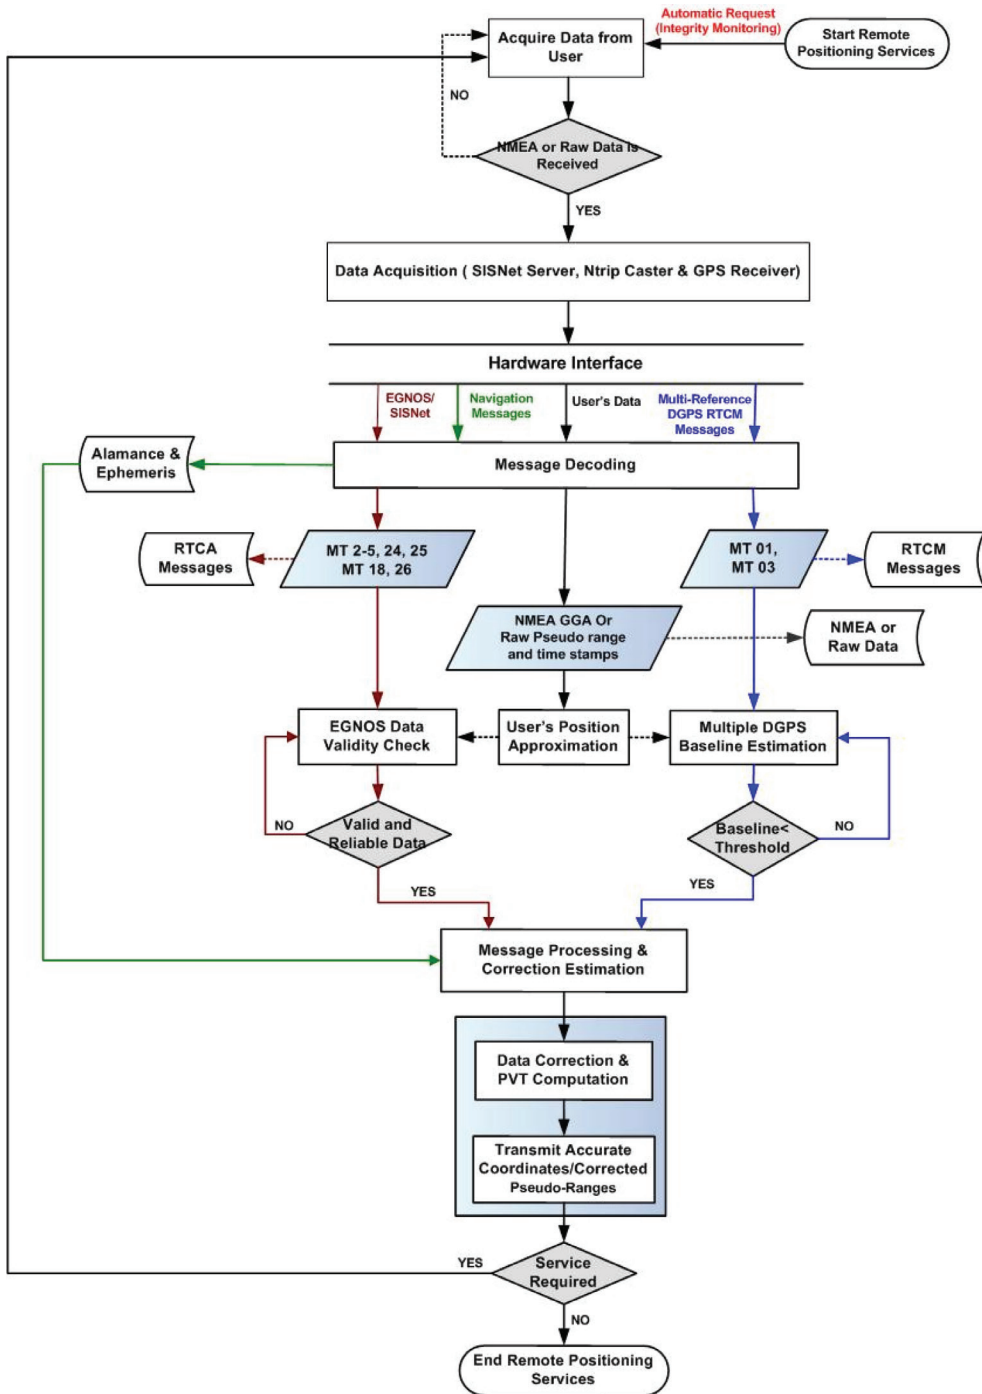 Automatic Request
(Integrity Monitoring)
Start Remote
Positioning Services
Acquire Data from
User
NO
NMEA or Raw Data is
Received
YES
Data Acquisition ( SISNet Server, Ntrip Caster & GPS Receiver)
Hardware Interface
EGNOS/
SISNet
Navigation
Messages
User's Data
Multi-Reference
DGPS RTCM
Messages
Alamance &
Ephemeris
Message Decoding
RTCA
Messages
MT 2-5, 24, 25
MT 18, 26
MT 01,
MT 03
RTCM
Messages
NMEA GGA Or
Raw Pseudo range
and time stamps
NMEA or
Raw Data
EGNOS Data
Validity Check
User's Position
Approximation
Multiple DGPS
Baseline Estimation
NO
Valid and
Reliable Data
Baseline<
Threshold
NO
YES
YES
Message Processing &
Correction Estimation
Data Correction &
PVT Computation
Transmit Accurate
Coordinates/Corrected
Pseudo-Ranges
YES
Service
Required
NO
End Remote Positioning
Services